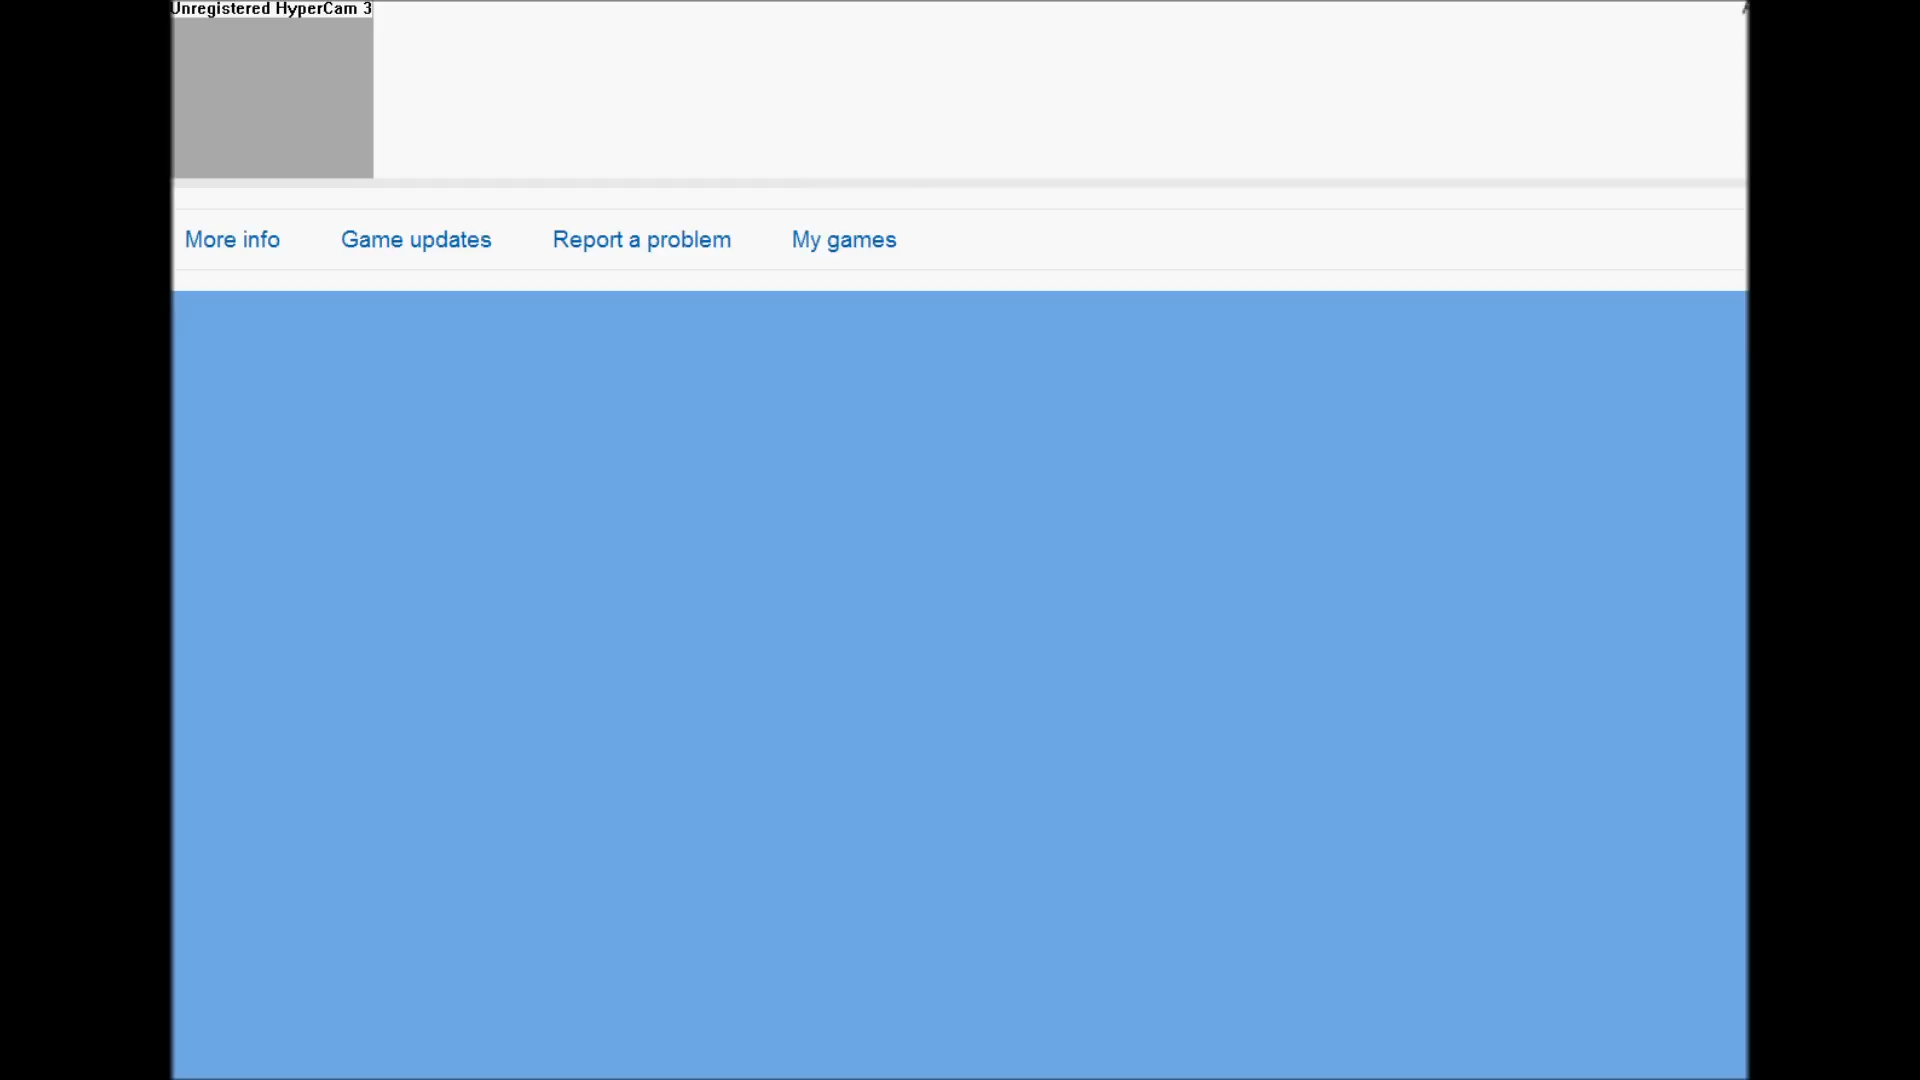 Unregistered HyperCam 3
More info Game updates Report a problem My games